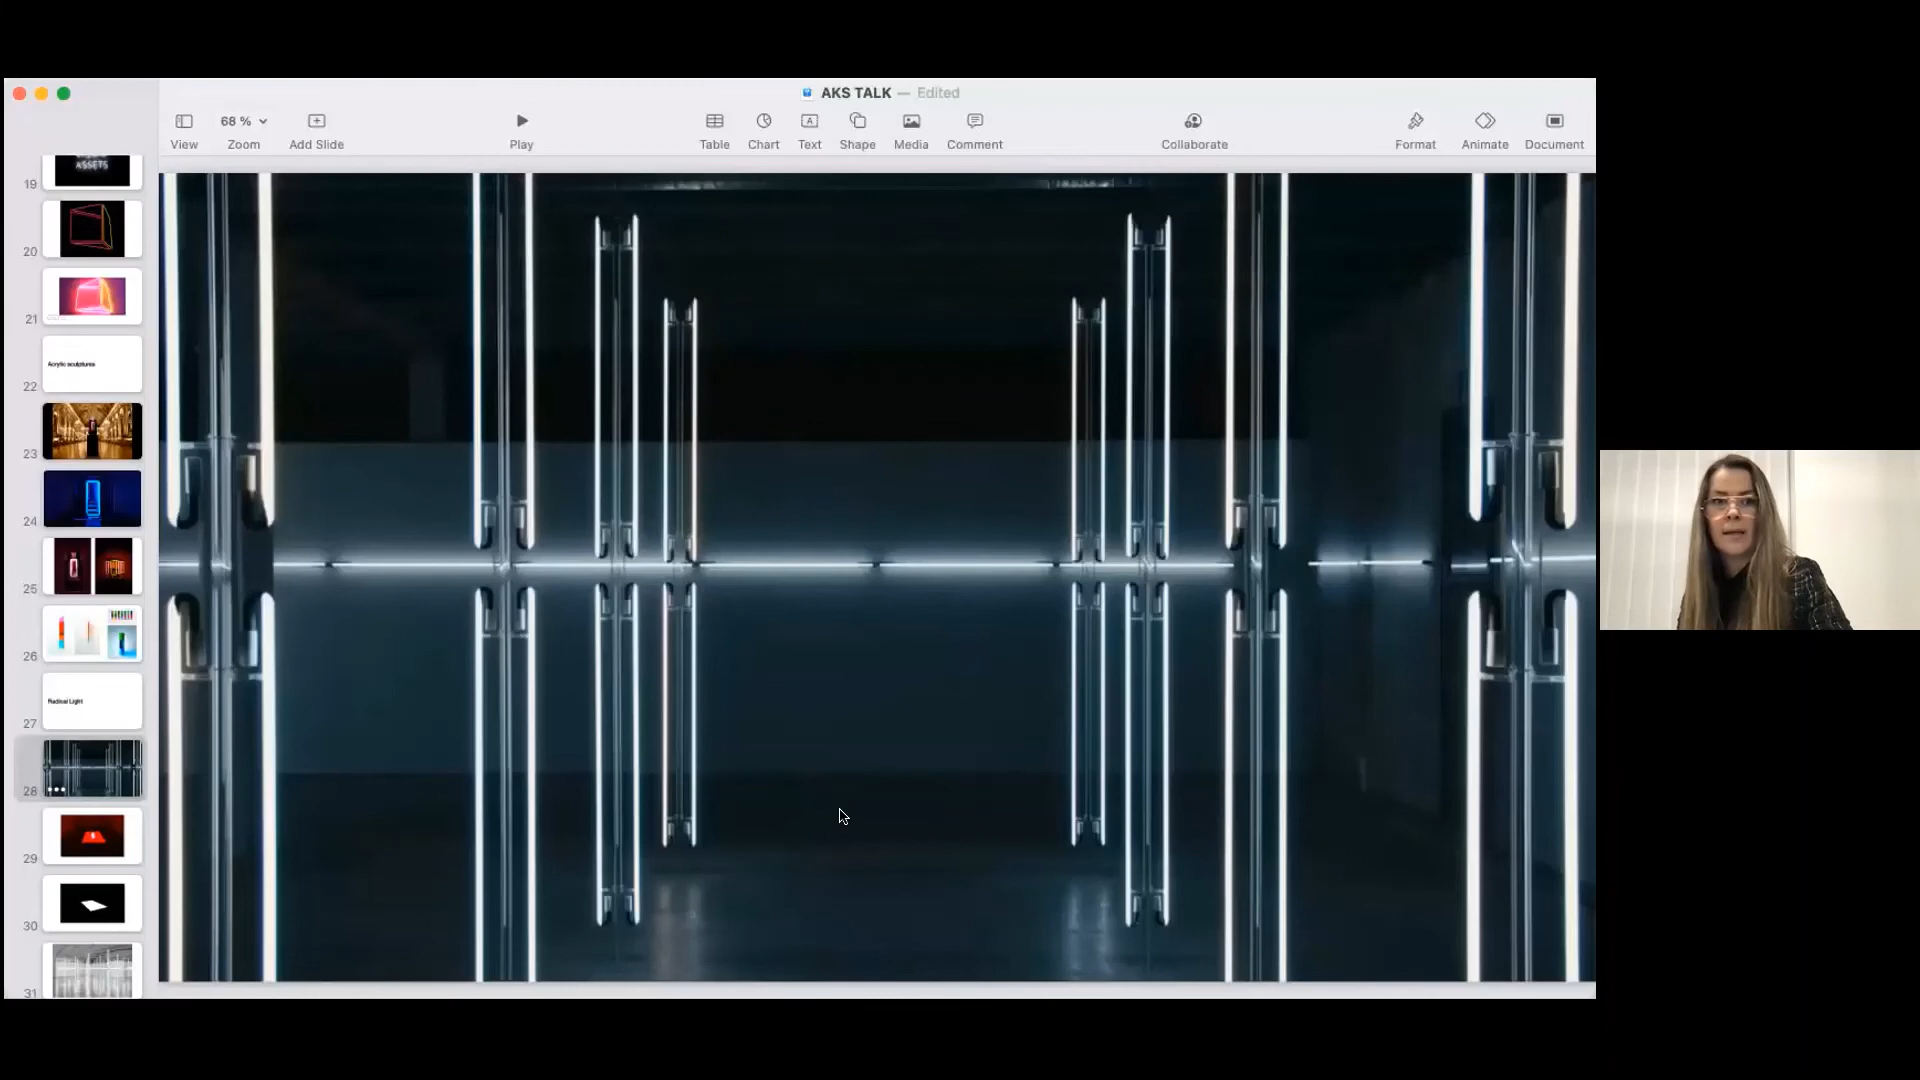 AKS TALK — Edited
68 %
View
Zoom
Add Slide
Play
Table
Chart
Text
Shape
Media
Comment
Collaborate
Format
Animate
Document
ASSETS
19
20
21
Acrylic sculptures
22
23
24
25
26
Radical Light
27
28
29
30
31